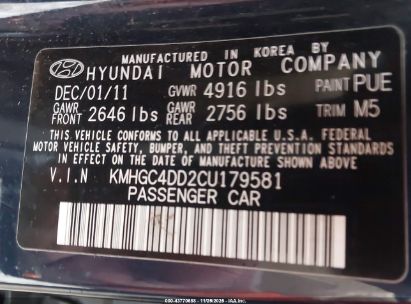 MANUFACTURED IN KOREA BY
HYUNDAI MOTOR COMPANY
DEC/01/11 GVWR 4916 lbs PAINT PUE
GAWR FRONT 2646 lbs GAWR REAR 2756 lbs TRIM M5
THIS VEHICLE CONFORMS TO ALL APPLICABLE U.S.A. FEDERAL
MOTOR VEHICLE SAFETY, BUMPER, AND THEFT PREVENTION STANDARDS
IN EFFECT ON THE DATE OF MANUFACTURE SHOWN ABOVE.
V.I.N KMHGC4DD2CU179581
PASSENGER CAR